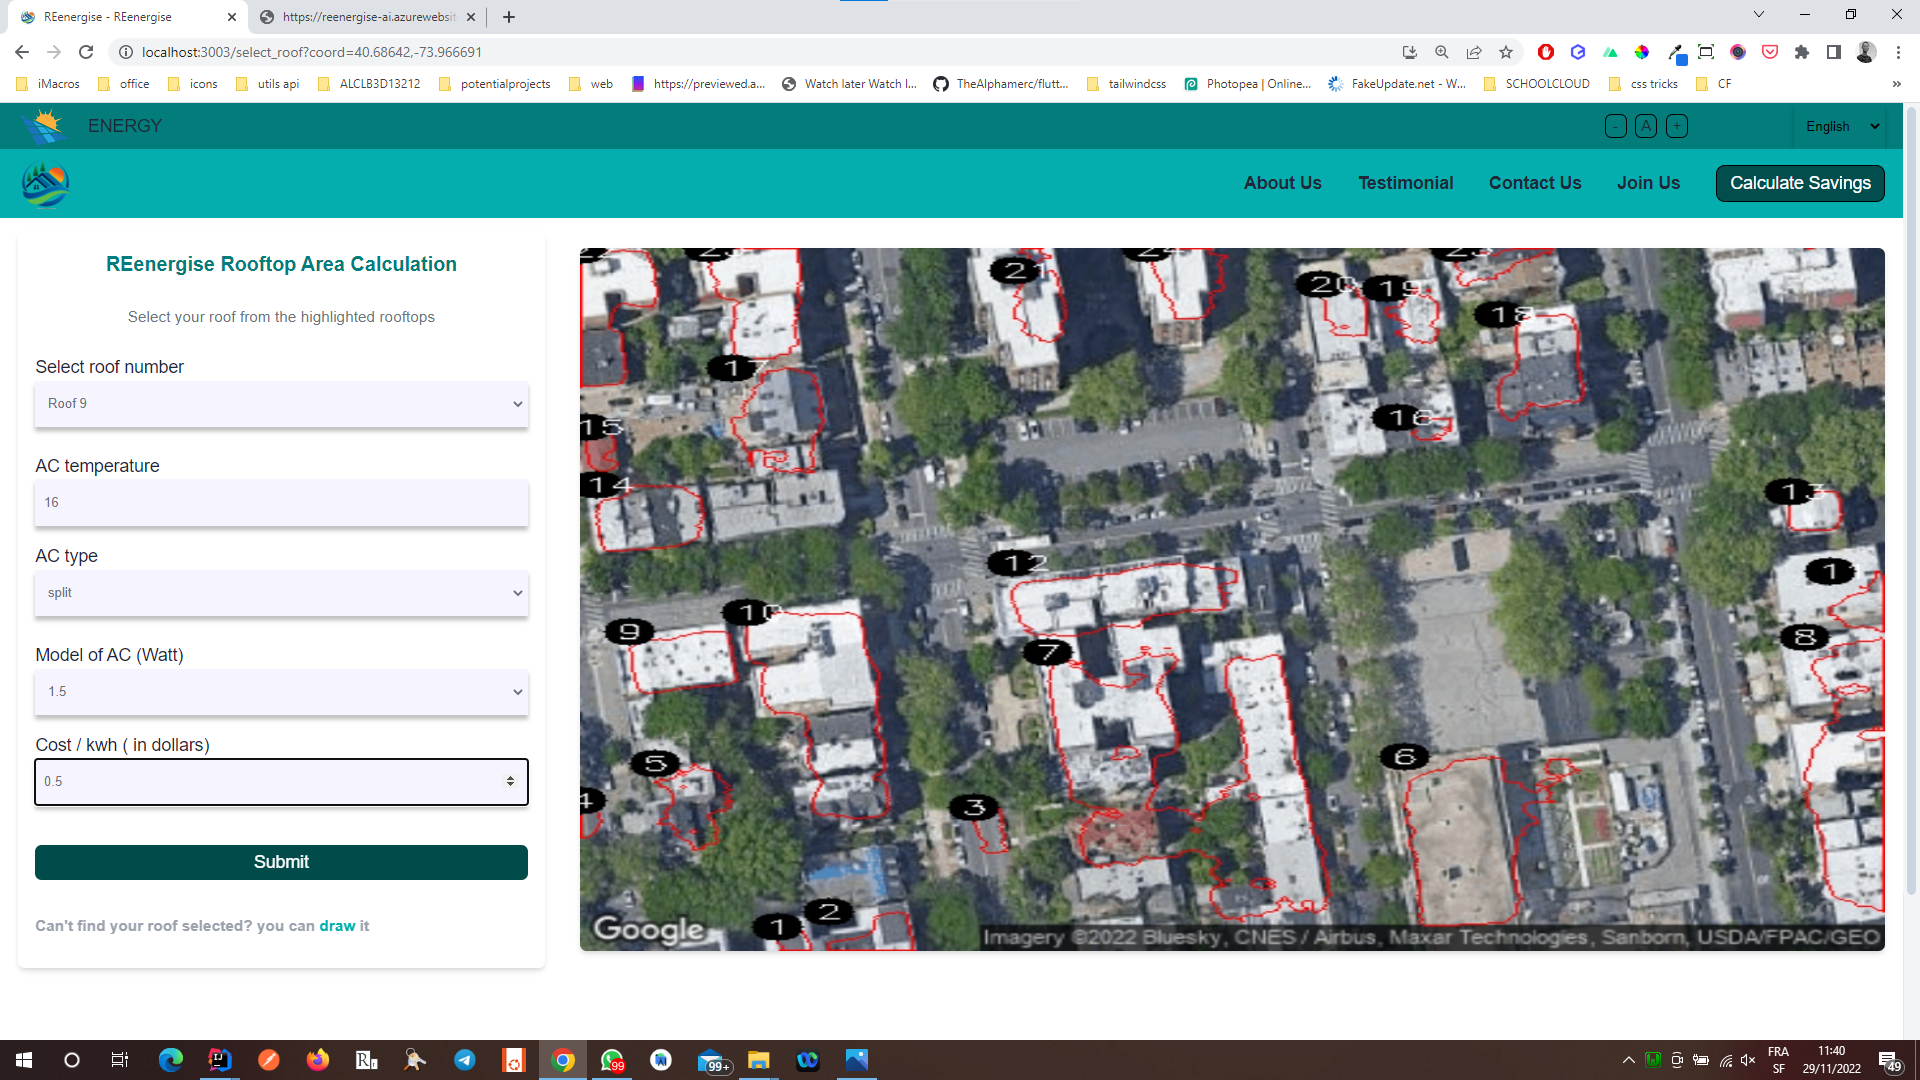 REenergise - REenergise
https://reenergise-ai.azurewebsit
localhost:3003/select_roof?coord=40.68642,-73.966691
iMacros office icons utils api ALCLB3D13212 potentialprojects web https://previewed.a... Watch later Watch l... TheAlphamerc/flutt... tailwindcss Photopea | Online... FakeUpdate.net - W... SCHOOLCLOUD css tricks CF »
ENERGY - A + English
About Us Testimonial Contact Us Join Us Calculate Savings
REenergise Rooftop Area Calculation
Select your roof from the highlighted rooftops
Select roof number
Roof 9
AC temperature
16
AC type
split
Model of AC (Watt)
1.5
Cost / kwh ( in dollars)
0.5
Submit
Can't find your roof selected? you can draw it
2
20 19
18
17
16
15
14
13
12
1
10
9
8
7
6
5
4
3
2
1
Google
Imagery ©2022 Bluesky, CNES / Airbus, Maxar Technologies, Sanborn, USDA/FPAC/GEO
99
AI
99+
FRA
SF
11:40
29/11/2022
49